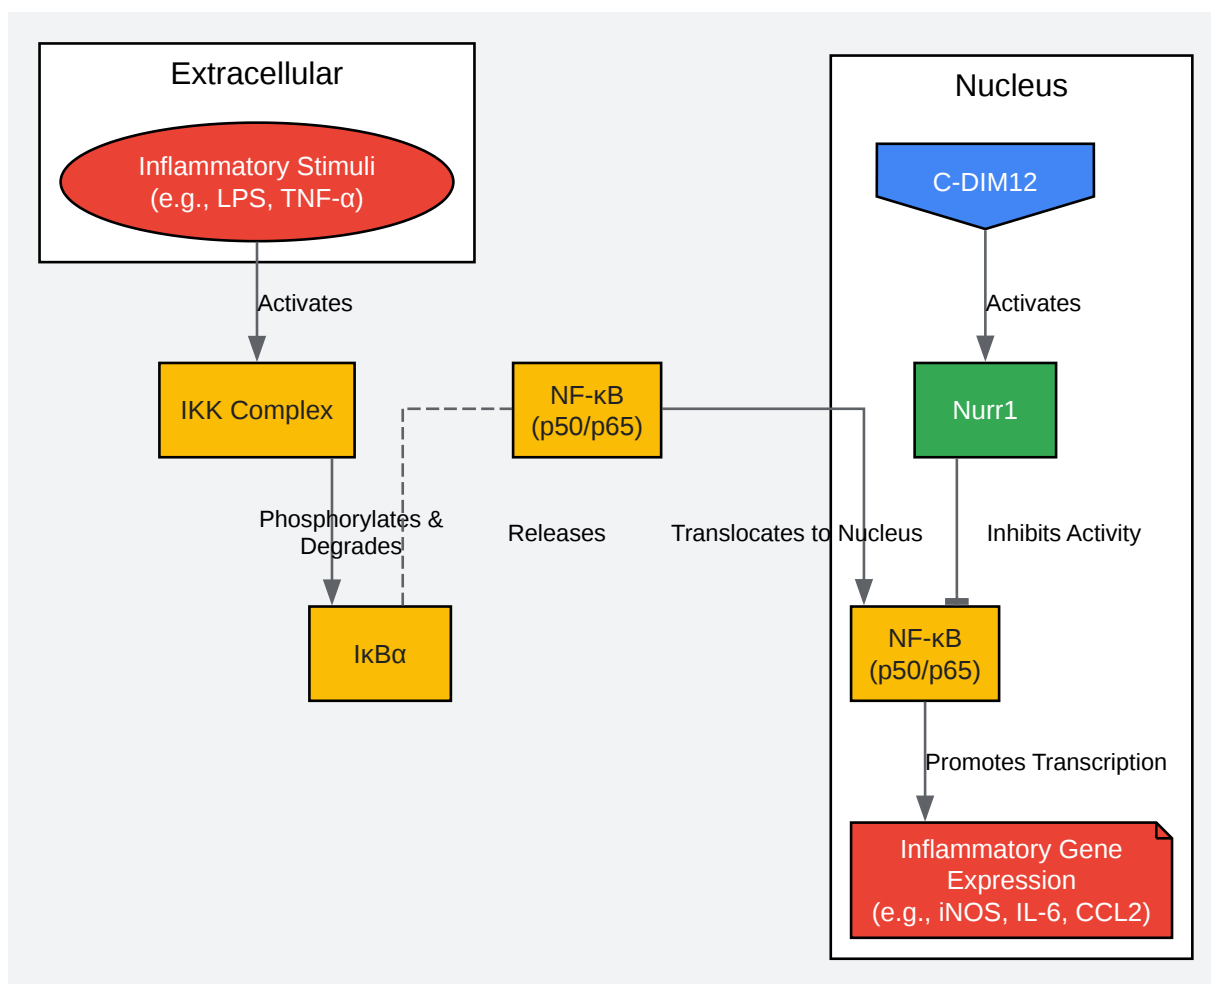 Extracellular
Inflammatory Stimuli
(e.g., LPS, TNF-α)
Activates
IKK Complex
Phosphorylates &
Degrades
IκBα
NF-κB
(p50/p65)
Releases
Translocates to Nucleus
Nucleus
C-DIM12
Activates
Nurr1
Inhibits Activity
NF-κB
(p50/p65)
Promotes Transcription
Inflammatory Gene
Expression
(e.g., iNOS, IL-6, CCL2)